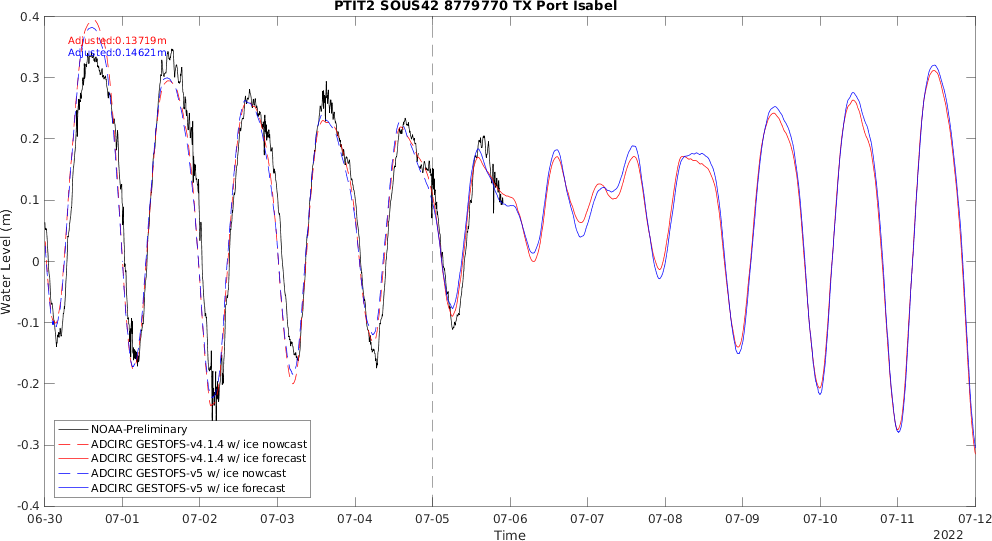 PTIT2 SOUS42 8779770 TX Port Isabel
Adjusted:0.13719m
Adjusted:0.14621m
Water Level (m)
0.4
0.3
0.2
0.1
0
-0.1
-0.2
-0.3
-0.4
NOAA-Preliminary
ADCIRC GESTOFS-v4.1.4 w/ ice nowcast
ADCIRC GESTOFS-v4.1.4 w/ ice forecast
ADCIRC GESTOFS-v5 w/ ice nowcast
ADCIRC GESTOFS-v5 w/ ice forecast
06-30 07-01 07-02 07-03 07-04 07-05 07-06 07-07 07-08 07-09 07-10 07-11 07-12
Time
2022